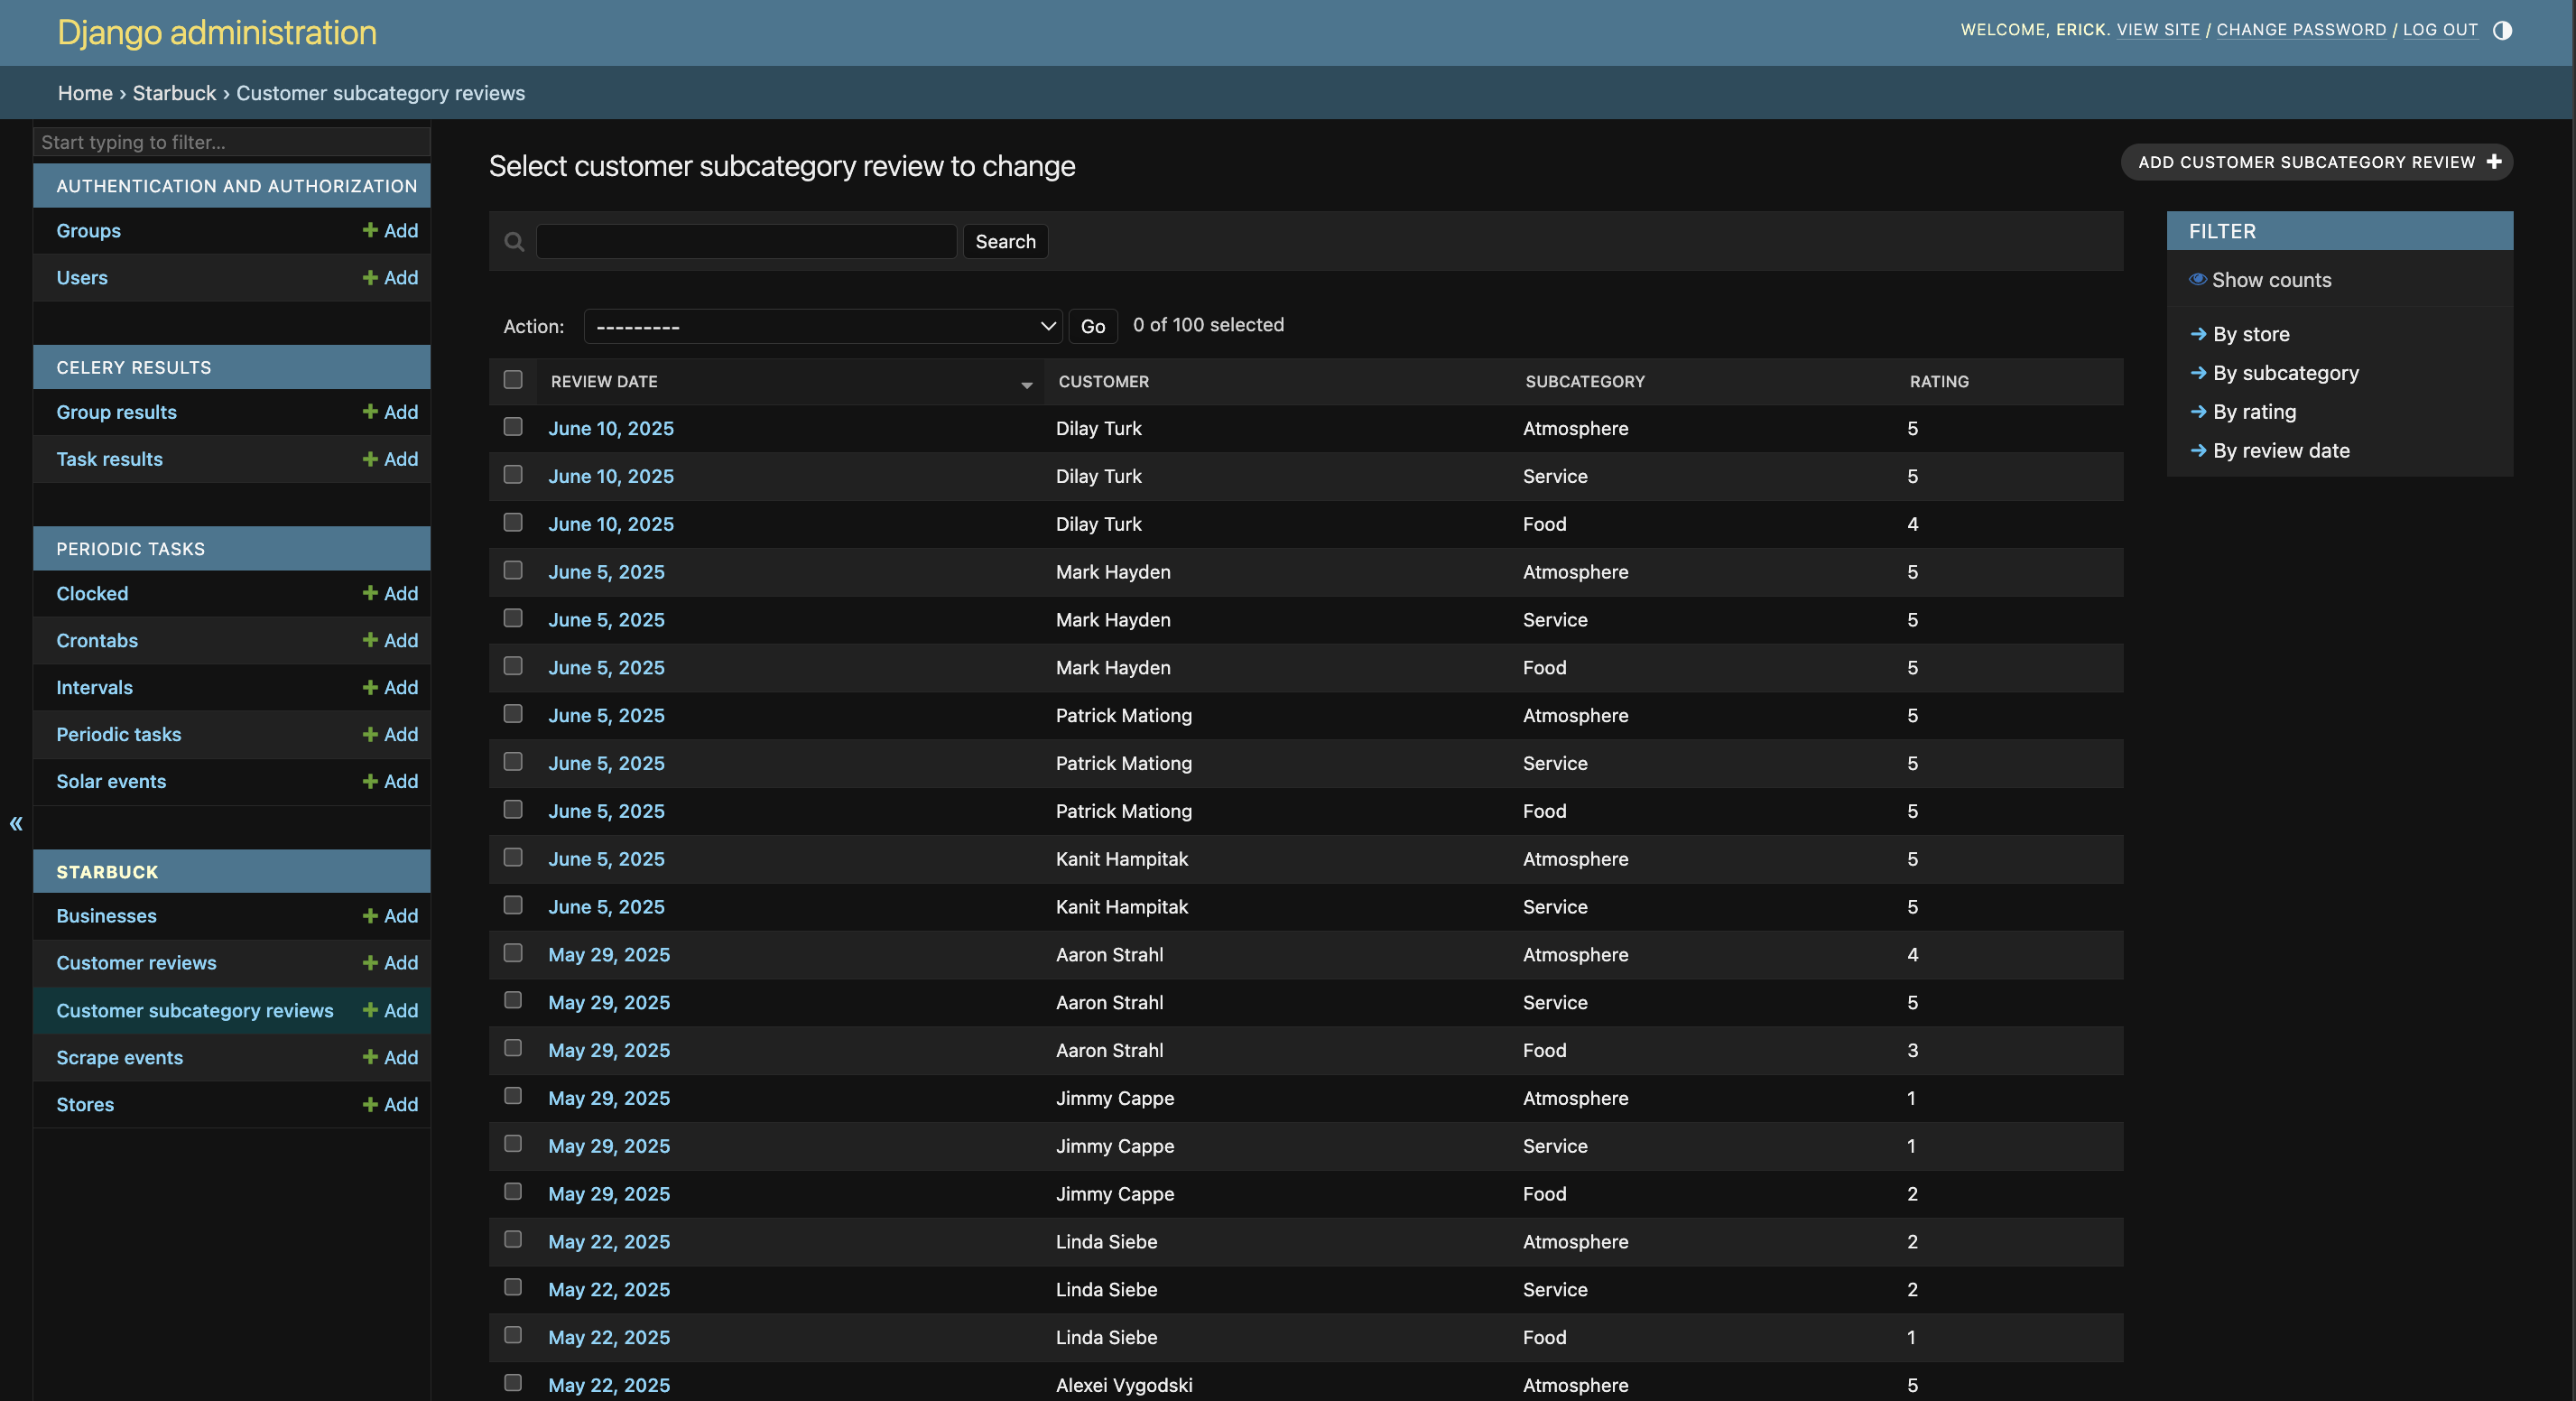 Django administration
WELCOME, ERICK. VIEW SITE / CHANGE PASSWORD / LOG OUT
Home › Starbuck › Customer subcategory reviews
Start typing to filter...
AUTHENTICATION AND AUTHORIZATION
Groups + Add
Users + Add
CELERY RESULTS
Group results + Add
Task results + Add
PERIODIC TASKS
Clocked + Add
Crontabs + Add
Intervals + Add
Periodic tasks + Add
Solar events + Add
«
STARBUCK
Businesses + Add
Customer reviews + Add
Customer subcategory reviews + Add
Scrape events + Add
Stores + Add
Select customer subcategory review to change
ADD CUSTOMER SUBCATEGORY REVIEW +
Search
Action: --------- Go 0 of 100 selected
REVIEW DATE CUSTOMER SUBCATEGORY RATING
June 10, 2025 Dilay Turk Atmosphere 5
June 10, 2025 Dilay Turk Service 5
June 10, 2025 Dilay Turk Food 4
June 5, 2025 Mark Hayden Atmosphere 5
June 5, 2025 Mark Hayden Service 5
June 5, 2025 Mark Hayden Food 5
June 5, 2025 Patrick Mationg Atmosphere 5
June 5, 2025 Patrick Mationg Service 5
June 5, 2025 Patrick Mationg Food 5
June 5, 2025 Kanit Hampitak Atmosphere 5
June 5, 2025 Kanit Hampitak Service 5
May 29, 2025 Aaron Strahl Atmosphere 4
May 29, 2025 Aaron Strahl Service 5
May 29, 2025 Aaron Strahl Food 3
May 29, 2025 Jimmy Cappe Atmosphere 1
May 29, 2025 Jimmy Cappe Service 1
May 29, 2025 Jimmy Cappe Food 2
May 22, 2025 Linda Siebe Atmosphere 2
May 22, 2025 Linda Siebe Service 2
May 22, 2025 Linda Siebe Food 1
May 22, 2025 Alexei Vygodski Atmosphere 5
FILTER
Show counts
By store
By subcategory
By rating
By review date